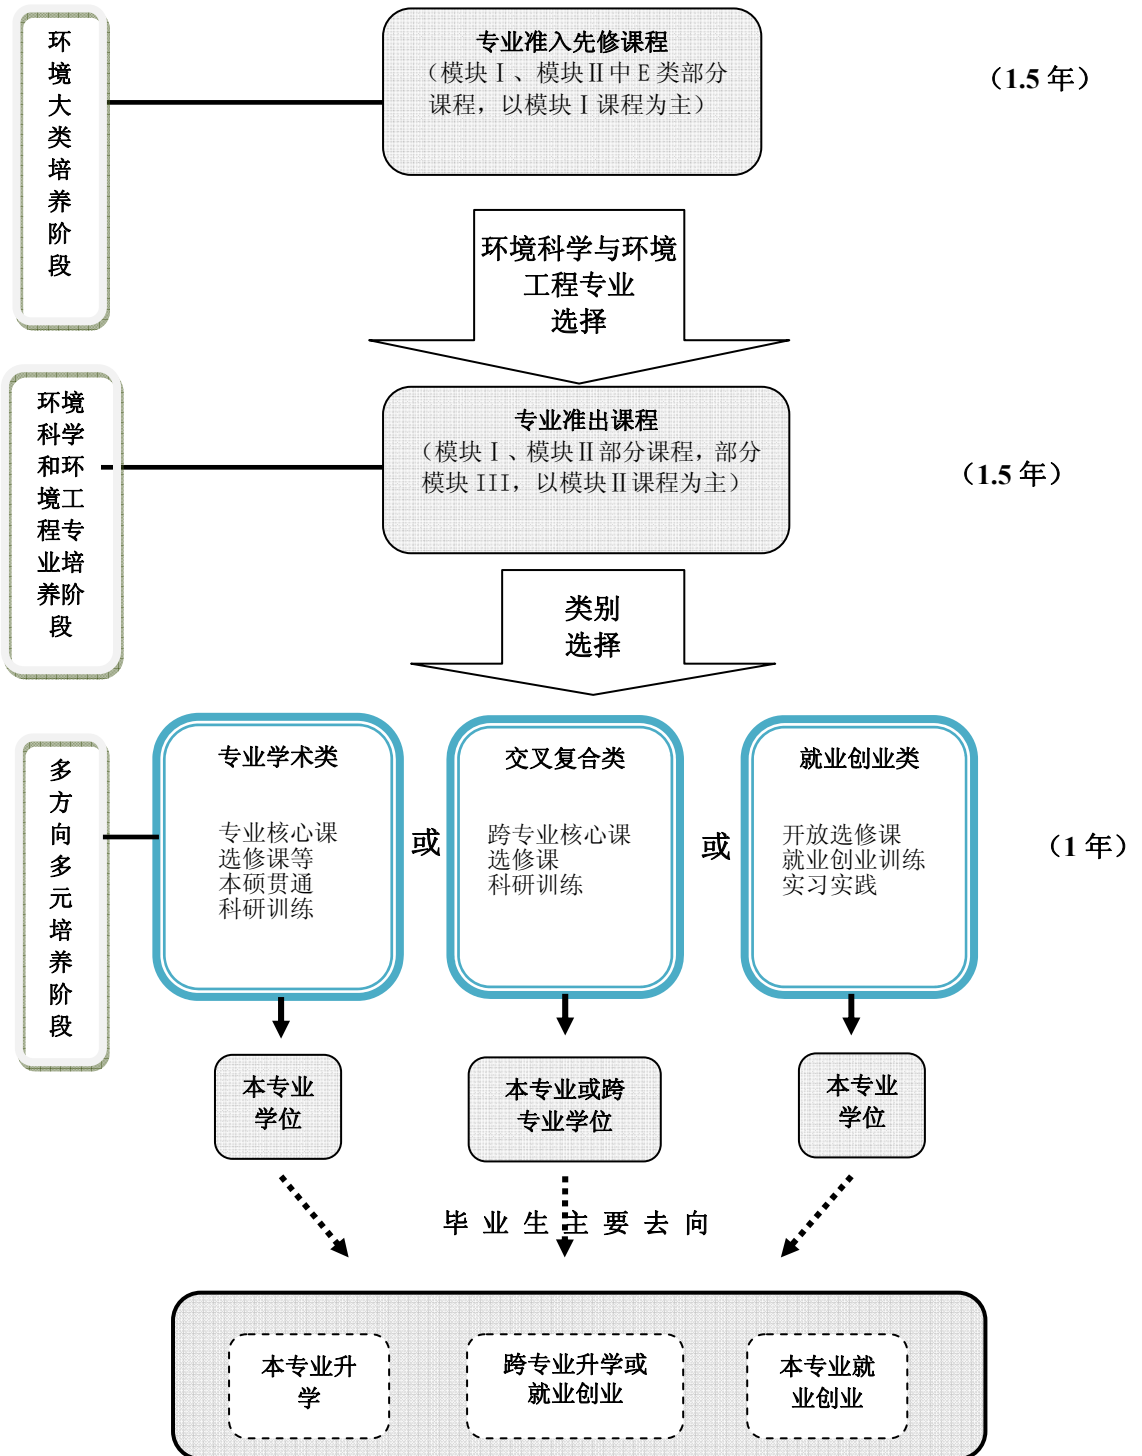 环
境
大
类
培
养
阶
段
专业准入先修课程
（模块Ⅰ、模块Ⅱ中E类部分
课程，以模块Ⅰ课程为主）
（1.5 年）
环境科学与环境
工程专业
选择
环境
科学
和环
境工
程专
业培
养阶
段
专业准出课程
（模块Ⅰ、模块Ⅱ部分课程，部分
模块 III，以模块Ⅱ课程为主）
（1.5 年）
类别
选择
多
方
向
多
元
培
养
阶
段
专业学术类
专业核心课
选修课等
本硕贯通
科研训练
或
交叉复合类
跨专业核心课
选修课
科研训练
或
就业创业类
开放选修课
就业创业训练
实习实践
（1 年）
本专业
学位
本专业或跨
专业学位
本专业
学位
毕业生主要去向
本专业升
学
跨专业升学或
就业创业
本专业就
业创业